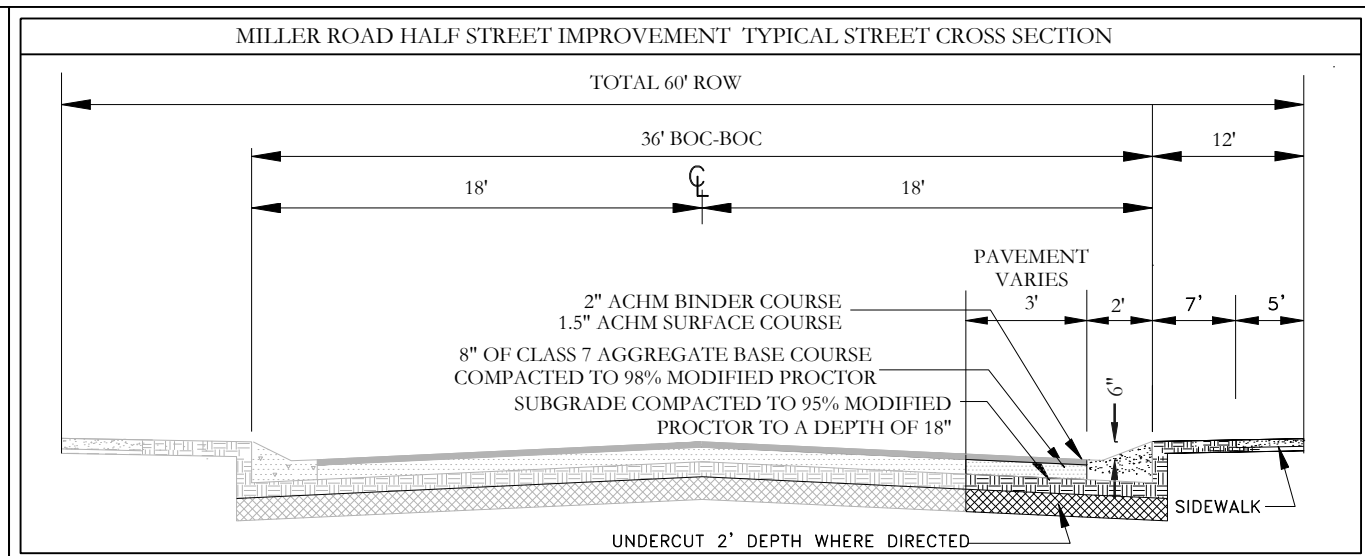 MILLER ROAD HALF STREET IMPROVEMENT TYPICAL STREET CROSS SECTION
TOTAL 60' ROW
36' BOC-BOC
12'
18'
CL
18'
PAVEMENT
VARIES
2" ACHM BINDER COURSE
1.5" ACHM SURFACE COURSE
3'
2'
7'
5'
8" OF CLASS 7 AGGREGATE BASE COURSE
COMPACTED TO 98% MODIFIED PROCTOR
SUBGRADE COMPACTED TO 95% MODIFIED
PROCTOR TO A DEPTH OF 18"
6"
SIDEWALK
UNDERCUT 2' DEPTH WHERE DIRECTED